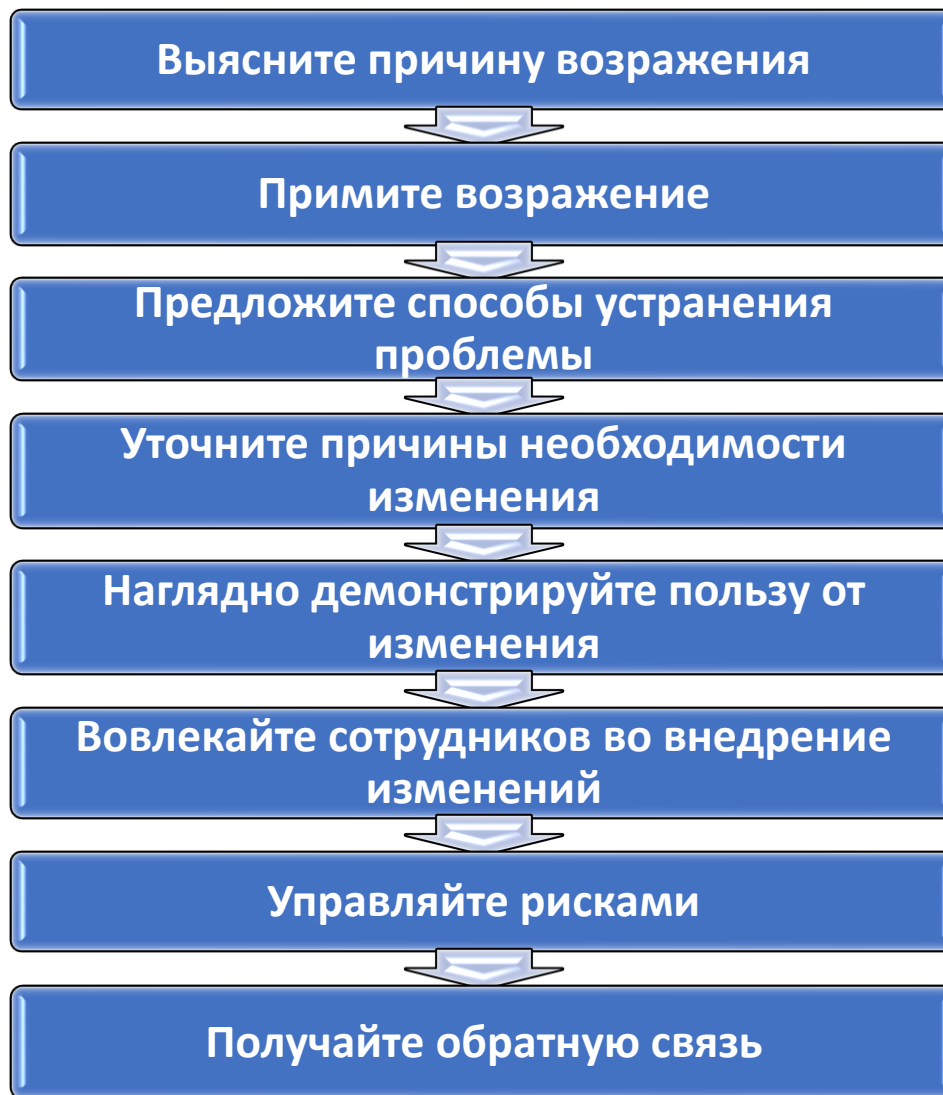 Выясните причину возражения
Примите возражение
Предложите способы устранения
проблемы
Уточните причины необходимости
изменения
Наглядно демонстрируйте пользу от
изменения
Вовлекайте сотрудников во внедрение
изменений
Управляйте рисками
Получайте обратную связь